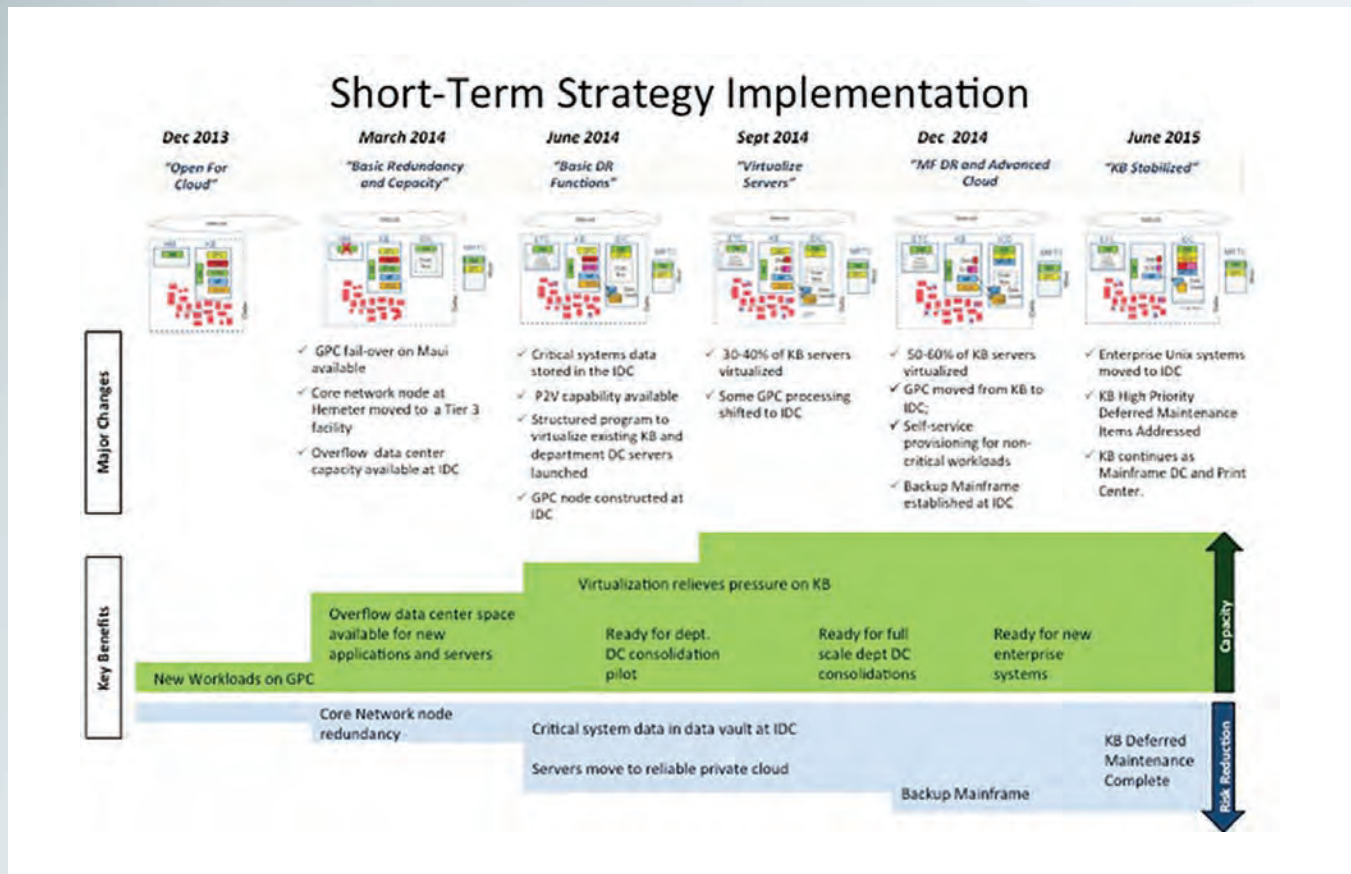 Short-Term Strategy Implementation
Dec 2013
March 2014
June 2014
Sept 2014
Dec 2014
June 2015
"Open For
Cloud"
"Basic Redundancy
and Capacity"
"Basic DR
Functions"
"Virtualize
Servers"
"MF DR and Advanced
Cloud
"KB Stabilized"
Major Changes
✓ GPC fail-over on Maui
available
✓ Core network node at
Hemeter moved to a Tier 3
facility
✓ Overflow data center
capacity available at IDC
✓ Critical systems data
stored in the IDC
✓ P2V capability available
✓ Structured program to
virtualize existing KB and
department DC servers
launched
✓ GPC node constructed at
IDC
✓ 30-40% of KB servers
virtualized
✓ Some GPC processing
shifted to IDC
✓ 50-60% of KB servers
virtualized
✓ GPC moved from KB to
IDC;
✓ Self-service
provisioning for non-
critical workloads
✓ Backup Mainframe
established at IDC
✓ Enterprise Unix systems
moved to IDC
✓ KB High Priority
Deferred Maintenance
Items Addressed
✓ KB continues as
Mainframe DC and Print
Center.
Key Benefits
New Workloads on GPC
Overflow data center space
available for new
applications and servers
Virtualization relieves pressure on KB
Ready for dept.
DC consolidation
pilot
Ready for full
scale dept DC
consolidations
Ready for new
enterprise
systems
Capacity
Core Network node
redundancy
Critical system data in data vault at IDC
Servers move to reliable private cloud
Backup Mainframe
KB Deferred
Maintenance
Complete
Risk Reduction